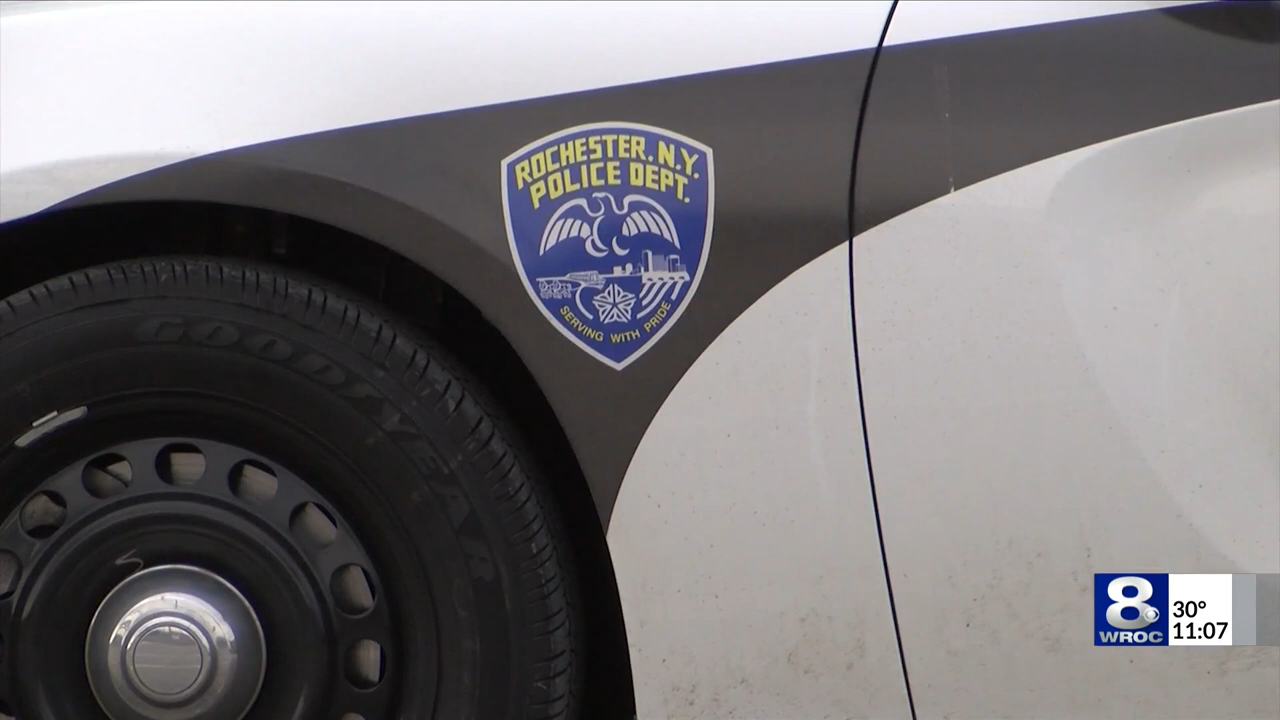 ROCHESTER, N.Y.
POLICE DEPT.
SERVING WITH PRIDE
GOODYEAR
8
WROC
30°
11:07